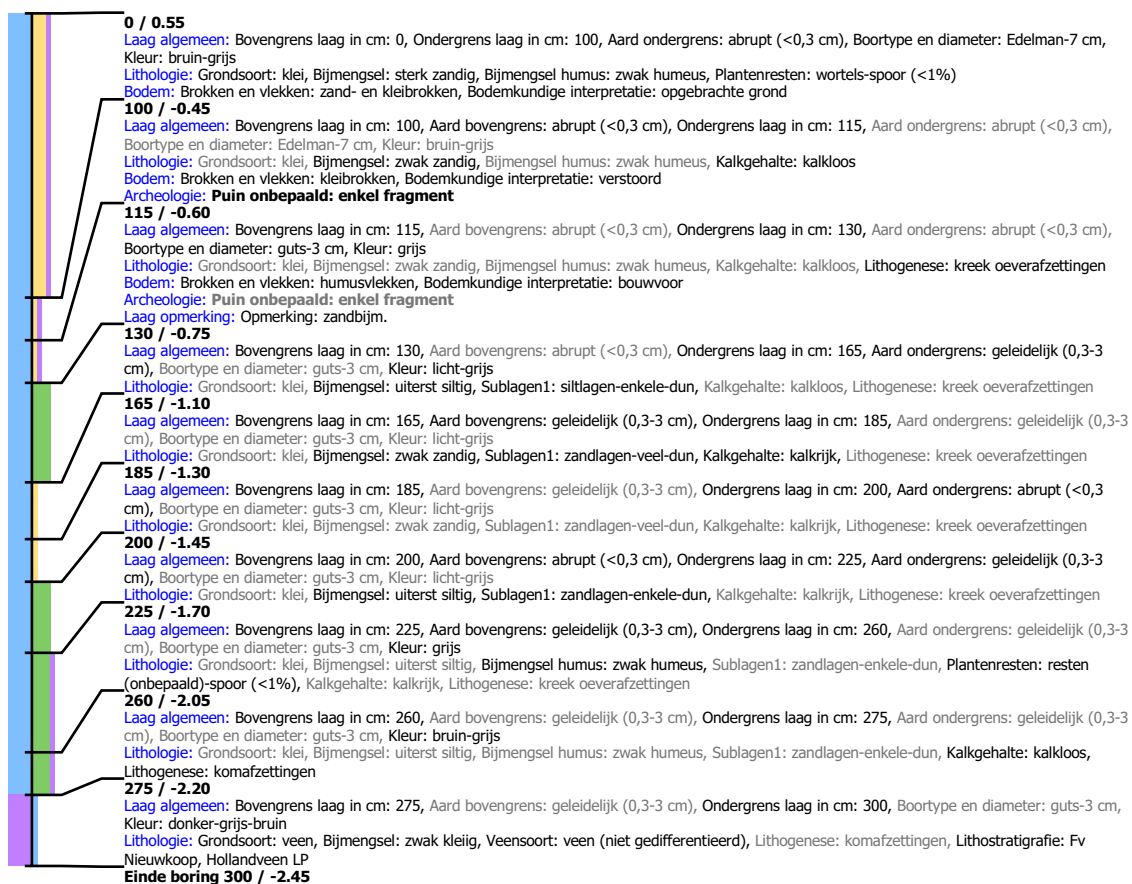 0 / 0.55
Laag algemeen: Bovengrens laag in cm: 0, Ondergrens laag in cm: 100, Aard ondergrens: abrupt (<0,3 cm), Boortype en diameter: Edelman-7 cm,
Kleur: bruin-grijs
Lithologie: Grondsoort: klei, Bijmengsel: sterk zandig, Bijmengsel humus: zwak humeus, Plantenresten: wortels-spoor (<1%)
Bodem: Brokken en vlekken: zand- en kleibrokken, Bodemkundige interpretatie: opgebrachte grond
100 / -0.45
Laag algemeen: Bovengrens laag in cm: 100, Aard bovengrens: abrupt (<0,3 cm), Ondergrens laag in cm: 115, Aard ondergrens: abrupt (<0,3 cm),
Boortype en diameter: Edelman-7 cm, Kleur: bruin-grijs
Lithologie: Grondsoort: klei, Bijmengsel: zwak zandig, Bijmengsel humus: zwak humeus, Kalkgehalte: kalkloos
Bodem: Brokken en vlekken: kleibrokken, Bodemkundige interpretatie: verstoord
Archeologie: Puin onbepaald: enkel fragment
115 / -0.60
Laag algemeen: Bovengrens laag in cm: 115, Aard bovengrens: abrupt (<0,3 cm), Ondergrens laag in cm: 130, Aard ondergrens: abrupt (<0,3 cm),
Boortype en diameter: guts-3 cm, Kleur: grijs
Lithologie: Grondsoort: klei, Bijmengsel: zwak zandig, Bijmengsel humus: zwak humeus, Kalkgehalte: kalkloos, Lithogenese: kreek oeverafzettingen
Bodem: Brokken en vlekken: humusvlekken, Bodemkundige interpretatie: bouwvoor
Archeologie: Puin onbepaald: enkel fragment
Laag opmerking: Opmerking: zandbijm.
130 / -0.75
Laag algemeen: Bovengrens laag in cm: 130, Aard bovengrens: abrupt (<0,3 cm), Ondergrens laag in cm: 165, Aard ondergrens: geleidelijk (0,3-3
cm), Boortype en diameter: guts-3 cm, Kleur: licht-grijs
Lithologie: Grondsoort: klei, Bijmengsel: uiterst siltig, Sublagen1: siltlagen-enkele-dun, Kalkgehalte: kalkloos, Lithogenese: kreek oeverafzettingen
165 / -1.10
Laag algemeen: Bovengrens laag in cm: 165, Aard bovengrens: geleidelijk (0,3-3 cm), Ondergrens laag in cm: 185, Aard ondergrens: geleidelijk (0,3-3
cm), Boortype en diameter: guts-3 cm, Kleur: licht-grijs
Lithologie: Grondsoort: klei, Bijmengsel: zwak zandig, Sublagen1: zandlagen-veel-dun, Kalkgehalte: kalkrijk, Lithogenese: kreek oeverafzettingen
185 / -1.30
Laag algemeen: Bovengrens laag in cm: 185, Aard bovengrens: geleidelijk (0,3-3 cm), Ondergrens laag in cm: 200, Aard ondergrens: abrupt (<0,3
cm), Boortype en diameter: guts-3 cm, Kleur: licht-grijs
Lithologie: Grondsoort: klei, Bijmengsel: zwak zandig, Sublagen1: zandlagen-veel-dun, Kalkgehalte: kalkrijk, Lithogenese: kreek oeverafzettingen
200 / -1.45
Laag algemeen: Bovengrens laag in cm: 200, Aard bovengrens: abrupt (<0,3 cm), Ondergrens laag in cm: 225, Aard ondergrens: geleidelijk (0,3-3
cm), Boortype en diameter: guts-3 cm, Kleur: licht-grijs
Lithologie: Grondsoort: klei, Bijmengsel: uiterst siltig, Sublagen1: zandlagen-enkele-dun, Kalkgehalte: kalkrijk, Lithogenese: kreek oeverafzettingen
225 / -1.70
Laag algemeen: Bovengrens laag in cm: 225, Aard bovengrens: geleidelijk (0,3-3 cm), Ondergrens laag in cm: 260, Aard ondergrens: geleidelijk (0,3-3
cm), Boortype en diameter: guts-3 cm, Kleur: grijs
Lithologie: Grondsoort: klei, Bijmengsel: uiterst siltig, Bijmengsel humus: zwak humeus, Sublagen1: zandlagen-enkele-dun, Plantenresten: resten
(onbepaald)-spoor (<1%), Kalkgehalte: kalkrijk, Lithogenese: kreek oeverafzettingen
260 / -2.05
Laag algemeen: Bovengrens laag in cm: 260, Aard bovengrens: geleidelijk (0,3-3 cm), Ondergrens laag in cm: 275, Aard ondergrens: geleidelijk (0,3-3
cm), Boortype en diameter: guts-3 cm, Kleur: bruin-grijs
Lithologie: Grondsoort: klei, Bijmengsel: uiterst siltig, Bijmengsel humus: zwak humeus, Sublagen1: zandlagen-enkele-dun, Kalkgehalte: kalkloos,
Lithogenese: komafzettingen
275 / -2.20
Laag algemeen: Bovengrens laag in cm: 275, Aard bovengrens: geleidelijk (0,3-3 cm), Ondergrens laag in cm: 300, Boortype en diameter: guts-3 cm,
Kleur: donker-grijs-bruin
Lithologie: Grondsoort: veen, Bijmengsel: zwak kleiig, Veensoort: veen (niet gedifferentieerd), Lithogenese: komafzettingen, Lithostratigrafie: Fv
Nieuwkoop, Hollandveen LP
Einde boring 300 / -2.45